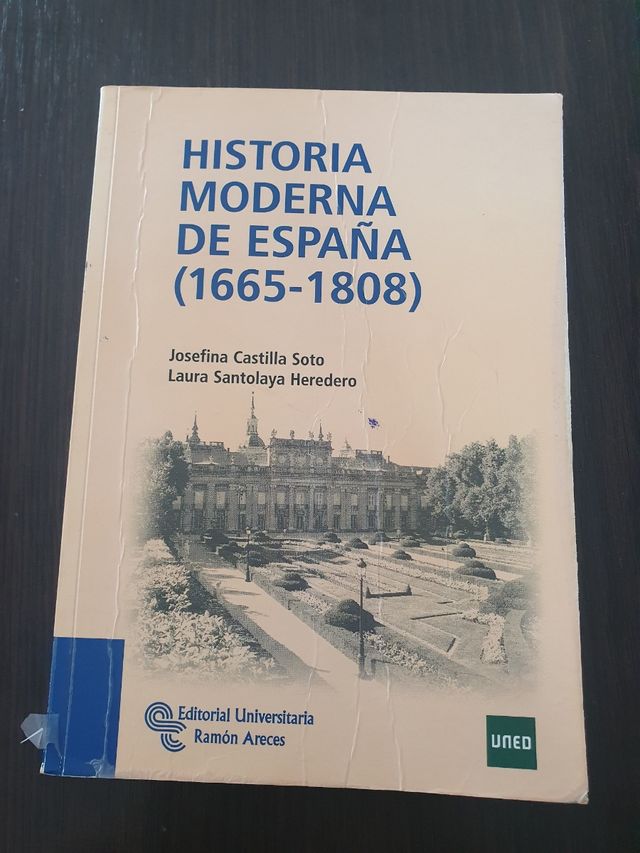 HISTORIA
MODERNA
DE ESPAÑA
(1665-1808)
Josefina Castilla Soto
Laura Santolaya Heredero
Editorial Universitaria
Ramón Areces
UNED